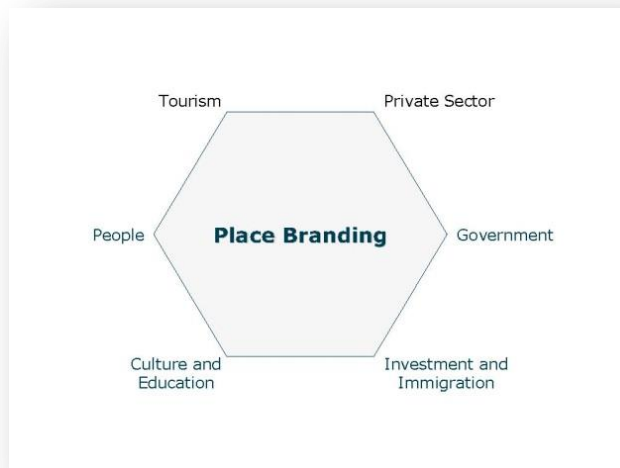 Tourism
Private Sector
People
Place Branding
Government
Culture and
Education
Investment and
Immigration